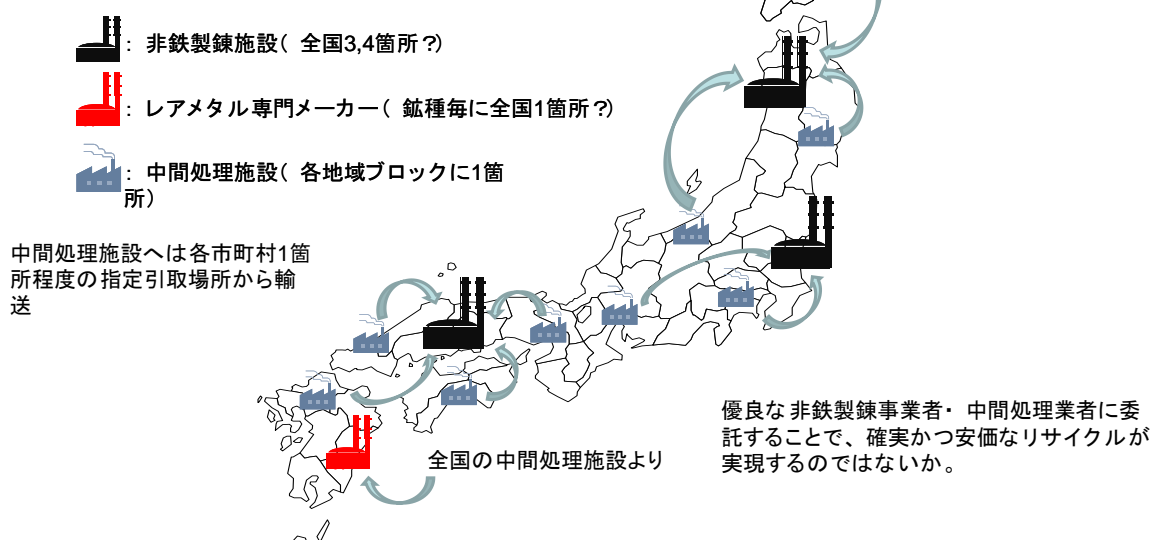 ： 非鉄製錬施設（ 全国3,4箇所？）
： レアメタル専門メーカー（ 鉱種毎に全国1箇所？）
： 中間処理施設（ 各地域ブロックに1箇
所）
中間処理施設へは各市町村1箇
所程度の指定引取場所から輸
送
全国の中間処理施設より
優良な非鉄製錬事業者・ 中間処理業者に委
託することで、確実かつ安価なリサイクルが
実現するのではないか。